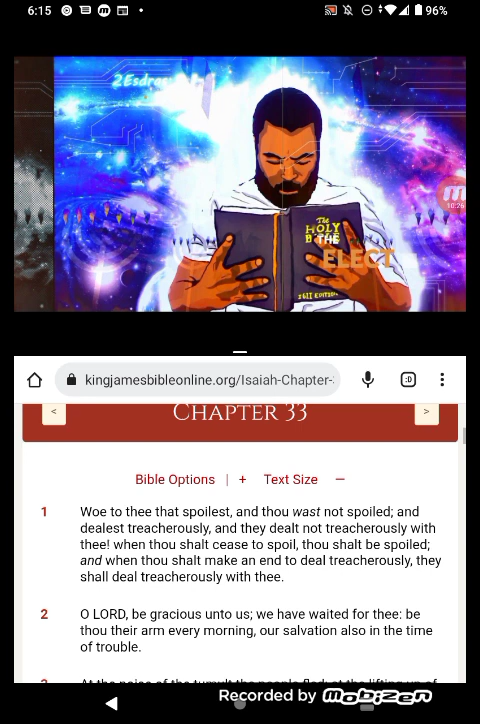 6:15
96%
2Esdras
10:26
The
HOLY
THE
ELECT
1611 EDITION
kingjamesbibleonline.org/Isaiah-Chapter-
:D
< CHAPTER 33 >
Bible Options | + Text Size −
1 Woe to thee that spoilest, and thou wast not spoiled; and
dealest treacherously, and they dealt not treacherously with
thee! when thou shalt cease to spoil, thou shalt be spoiled;
and when thou shalt make an end to deal treacherously, they
shall deal treacherously with thee.
2 O LORD, be gracious unto us; we have waited for thee: be
thou their arm every morning, our salvation also in the time
of trouble.
Recorded by Mobizen